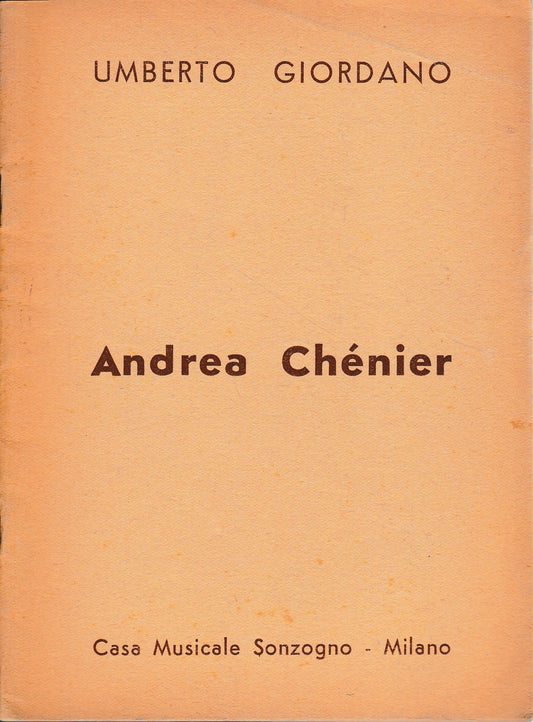 UMBERTO GIORDANO
Andrea Chénier
Casa Musicale Sonzogno - Milano